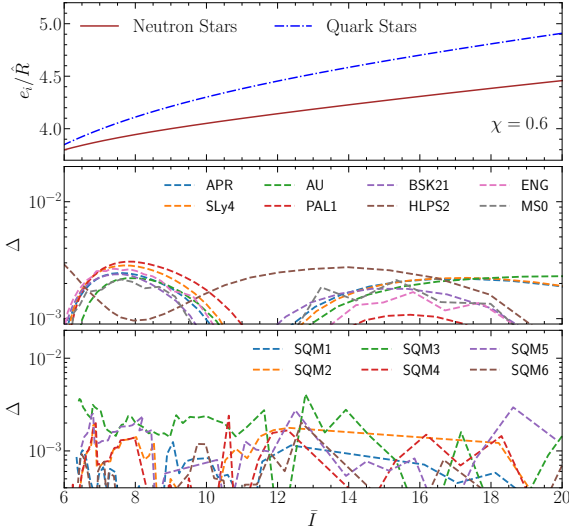 Neutron Stars Quark Stars
5.0
4.5
4.0
e_i/R̂
χ = 0.6
APR AU BSK21 ENG
SLy4 PAL1 HLPS2 MS0
10⁻²
10⁻³
Δ
SQM1 SQM3 SQM5
SQM2 SQM4 SQM6
10⁻²
10⁻³
Δ
6 8 10 12 14 16 18 20
Ī